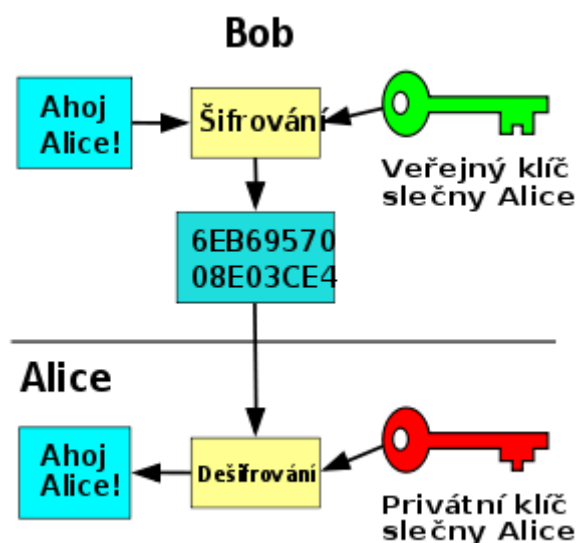 Bob
Ahoj
Alice!
Šifrování
Veřejný klíč
slečny Alice
6EB69570
08E03CE4
Alice
Ahoj
Alice!
Dešifrování
Privátní klíč
slečny Alice